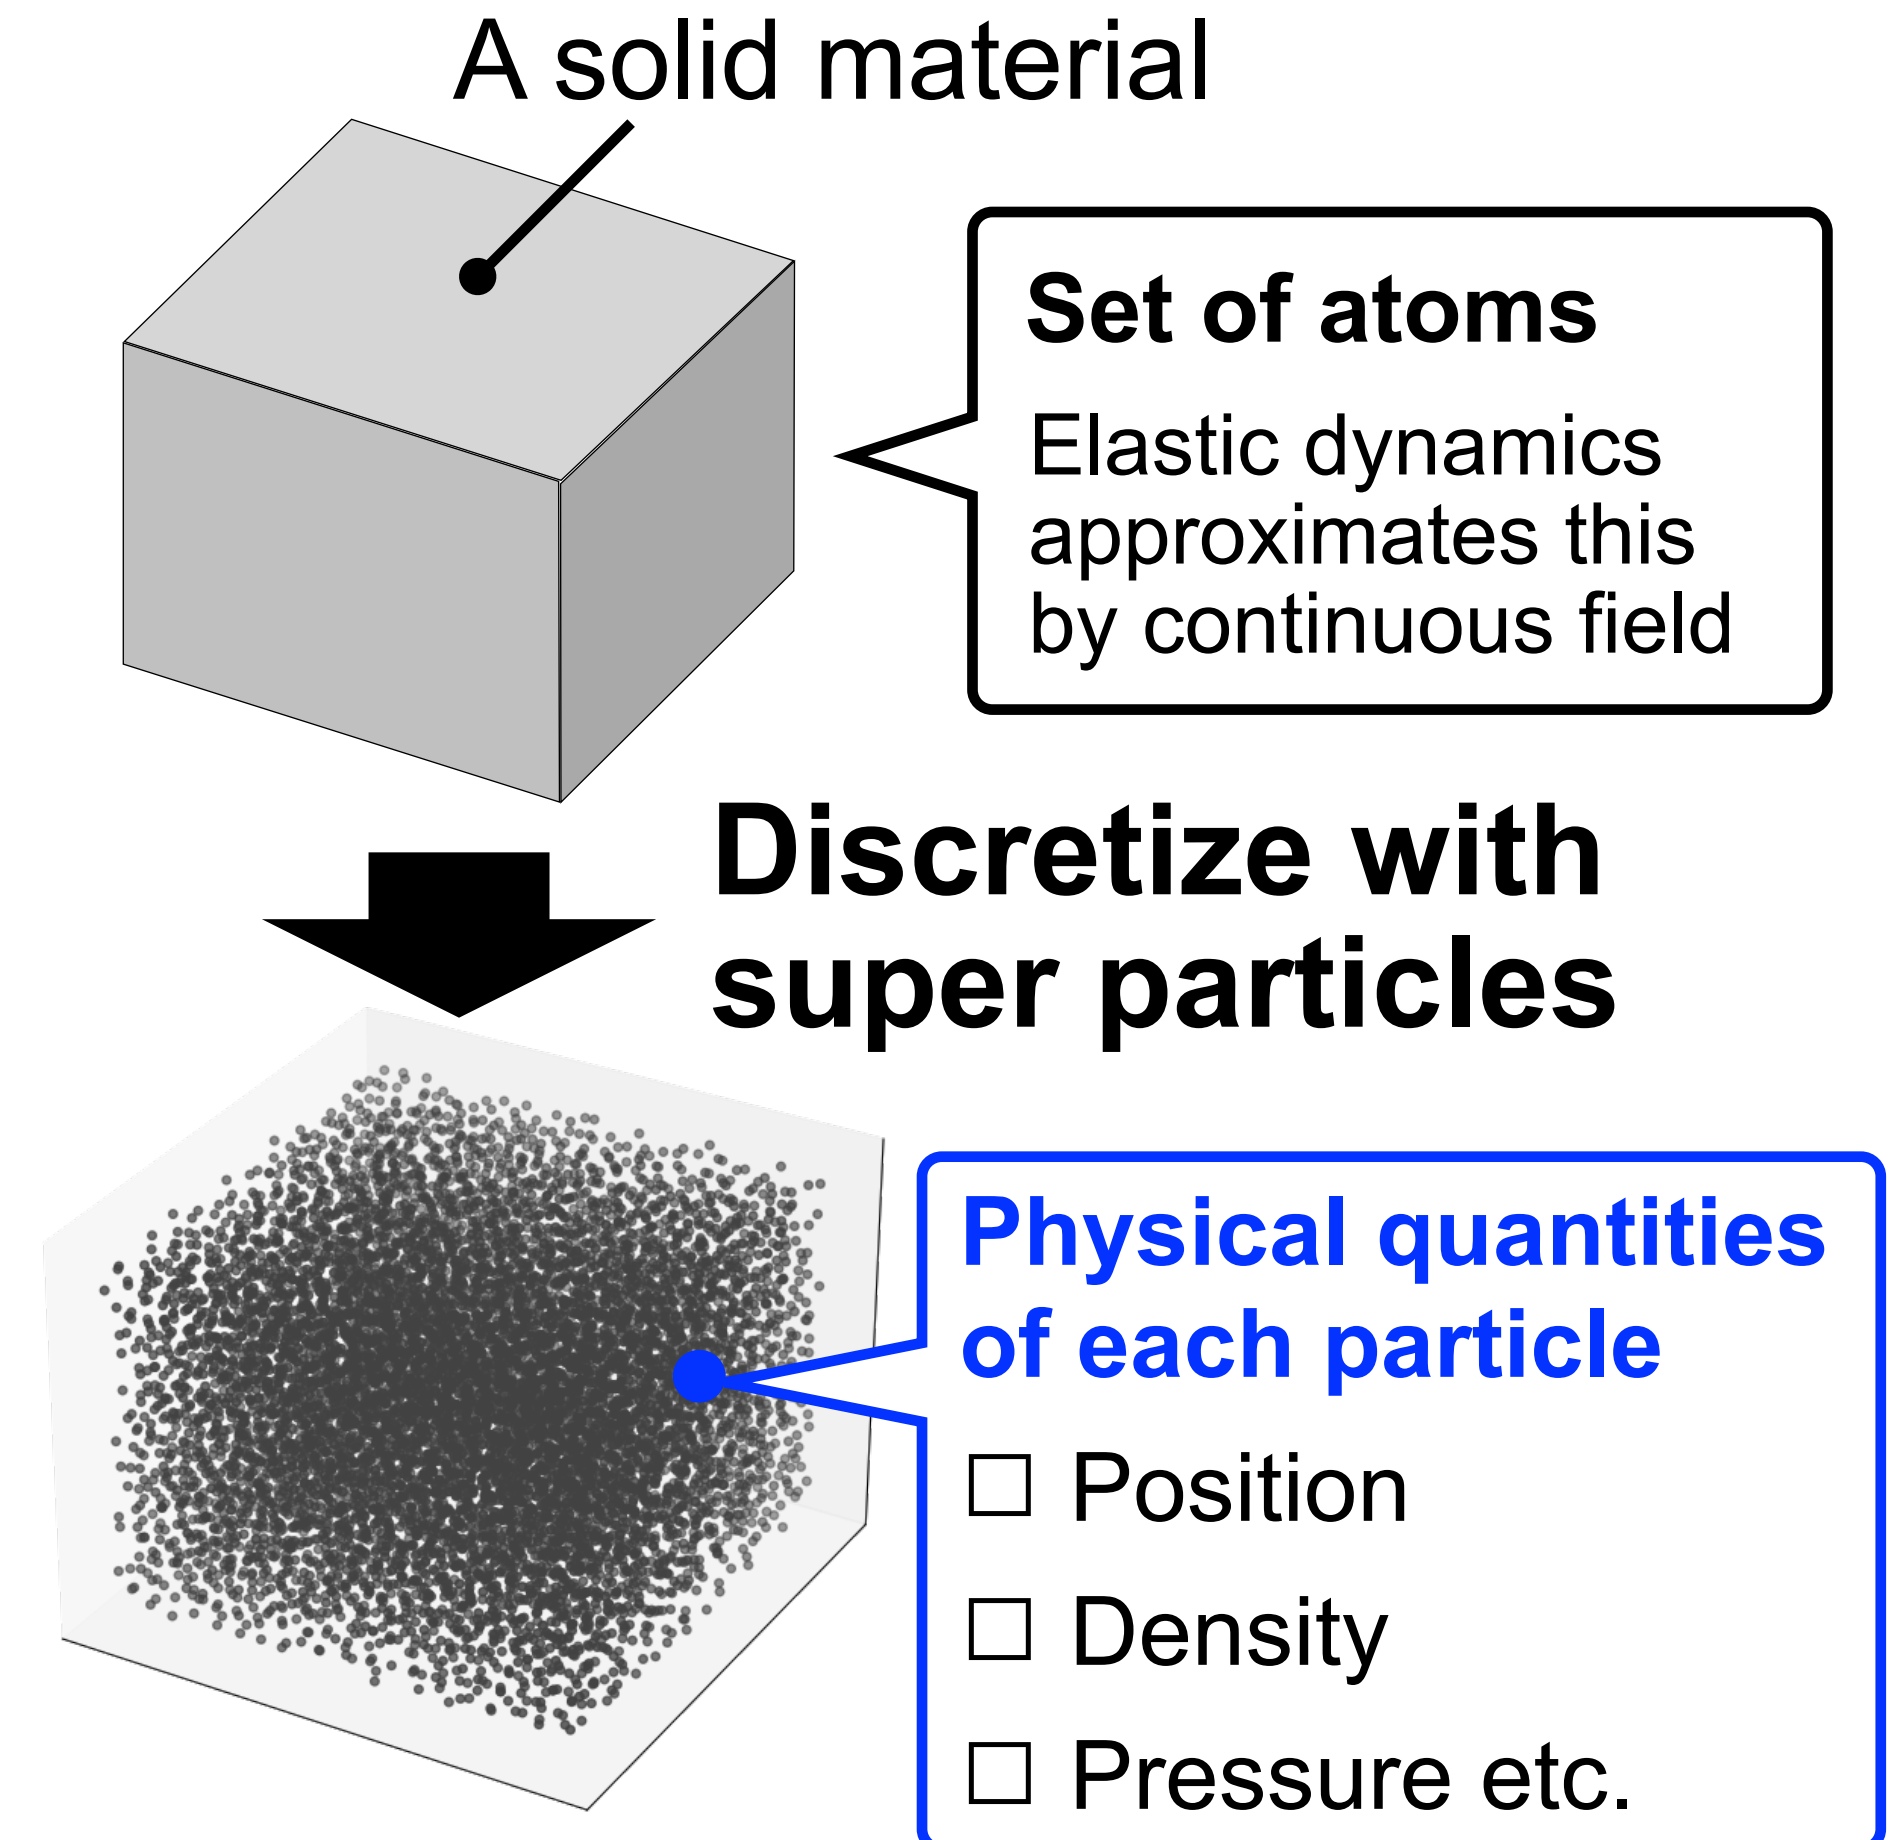 A solid material
Set of atoms
Elastic dynamics
approximates this
by continuous field
Discretize with
super particles
Physical quantities
of each particle
☐ Position
☐ Density
☐ Pressure etc.